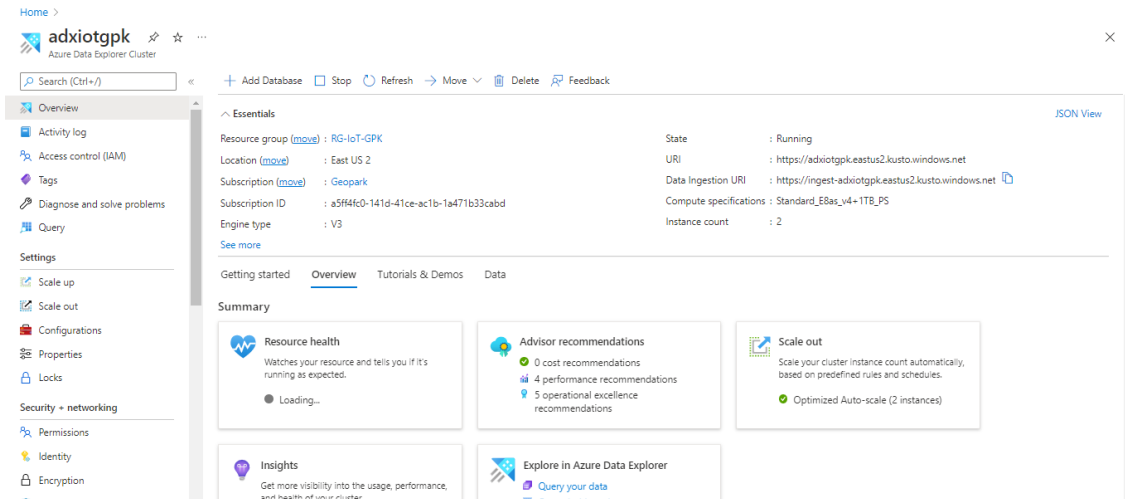 Home >
adxiotgpk
Azure Data Explorer Cluster
Search (Ctrl+/)
Overview
Activity log
Access control (IAM)
Tags
Diagnose and solve problems
Query
Settings
Scale up
Scale out
Configurations
Properties
Locks
Security + networking
Permissions
Identity
Encryption
Add Database Stop Refresh Move Delete Feedback
Essentials
JSON View
Resource group (move) : RG-IoT-GPK
Location (move) : East US 2
Subscription (move) : Geopark
Subscription ID : a5ff4fc0-141d-41ce-ac1b-1a471b33cabd
Engine type : V3
See more
State : Running
URI : https://adxiotgpk.eastus2.kusto.windows.net
Data Ingestion URI : https://ingest-adxiotgpk.eastus2.kusto.windows.net
Compute specifications : Standard_E8as_v4+1TB_PS
Instance count : 2
Getting started Overview Tutorials & Demos Data
Summary
Resource health
Watches your resource and tells you if it's
running as expected.
Loading...
Advisor recommendations
0 cost recommendations
4 performance recommendations
5 operational excellence
recommendations
Scale out
Scale your cluster instance count automatically,
based on predefined rules and schedules.
Optimized Auto-scale (2 instances)
Insights
Get more visibility into the usage, performance,
and health of your cluster
Explore in Azure Data Explorer
Query your data